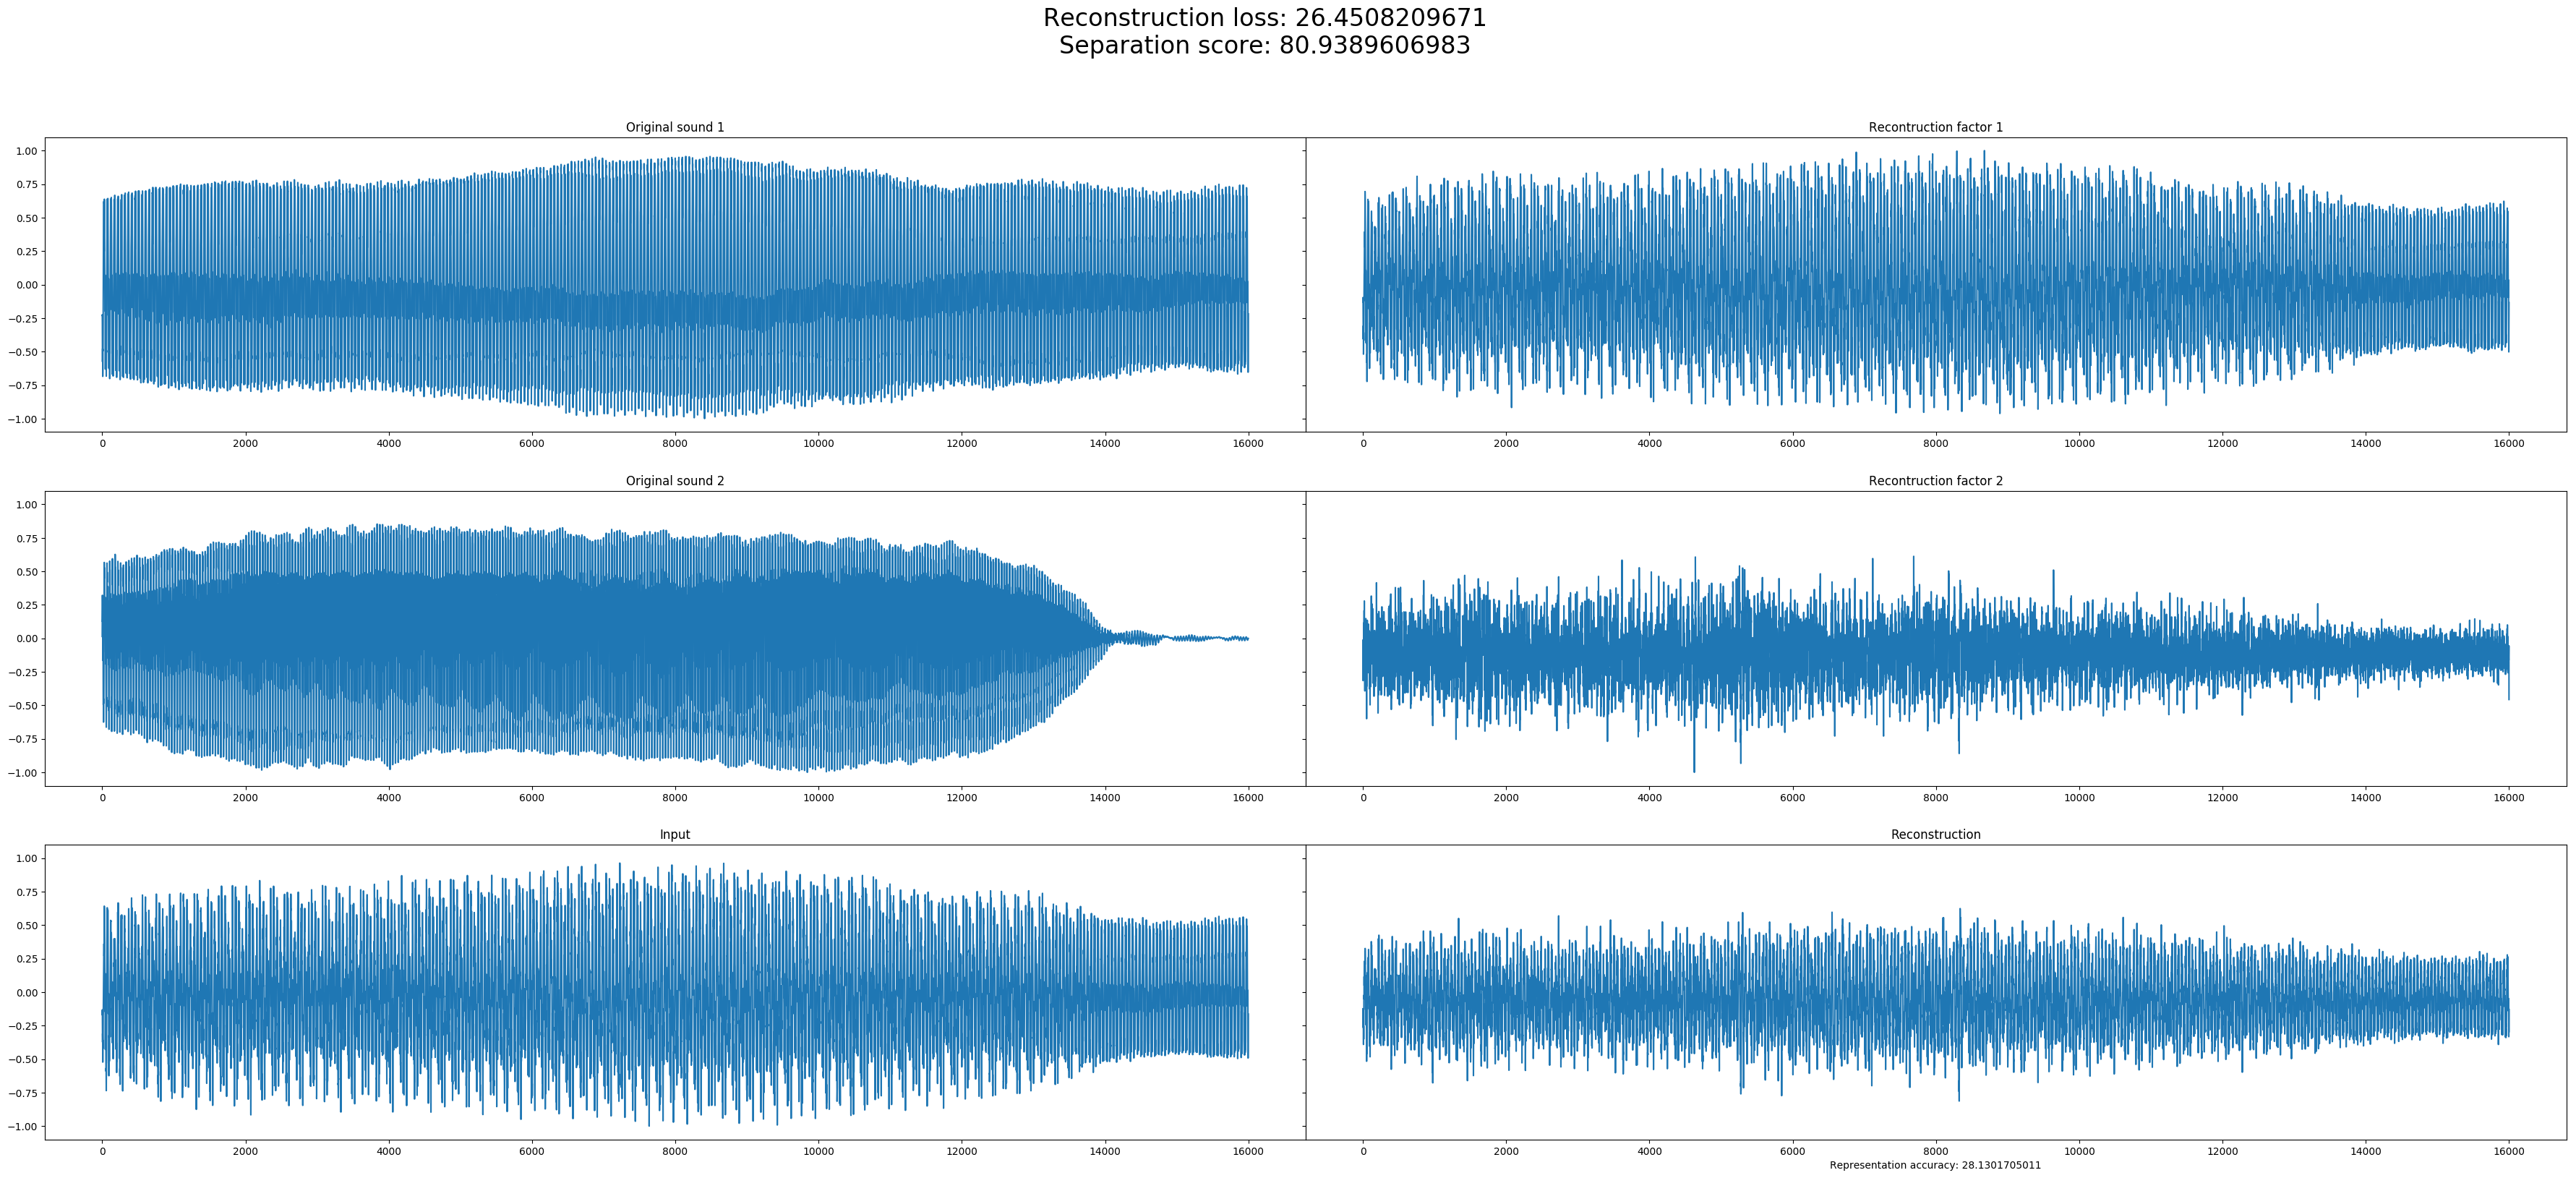 Reconstruction loss: 26.4508209671
Separation score: 80.9389606983
Original sound 1
Recontruction factor 1
1.00
0.75
0.50
0.25
0.00
−0.25
−0.50
−0.75
−1.00
0 2000 4000 6000 8000 10000 12000 14000 16000
0 2000 4000 6000 8000 10000 12000 14000 16000
Original sound 2
Recontruction factor 2
1.00
0.75
0.50
0.25
0.00
−0.25
−0.50
−0.75
−1.00
0 2000 4000 6000 8000 10000 12000 14000 16000
0 2000 4000 6000 8000 10000 12000 14000 16000
Input
Reconstruction
1.00
0.75
0.50
0.25
0.00
−0.25
−0.50
−0.75
−1.00
0 2000 4000 6000 8000 10000 12000 14000 16000
0 2000 4000 6000 8000 10000 12000 14000 16000
Representation accuracy: 28.1301705011